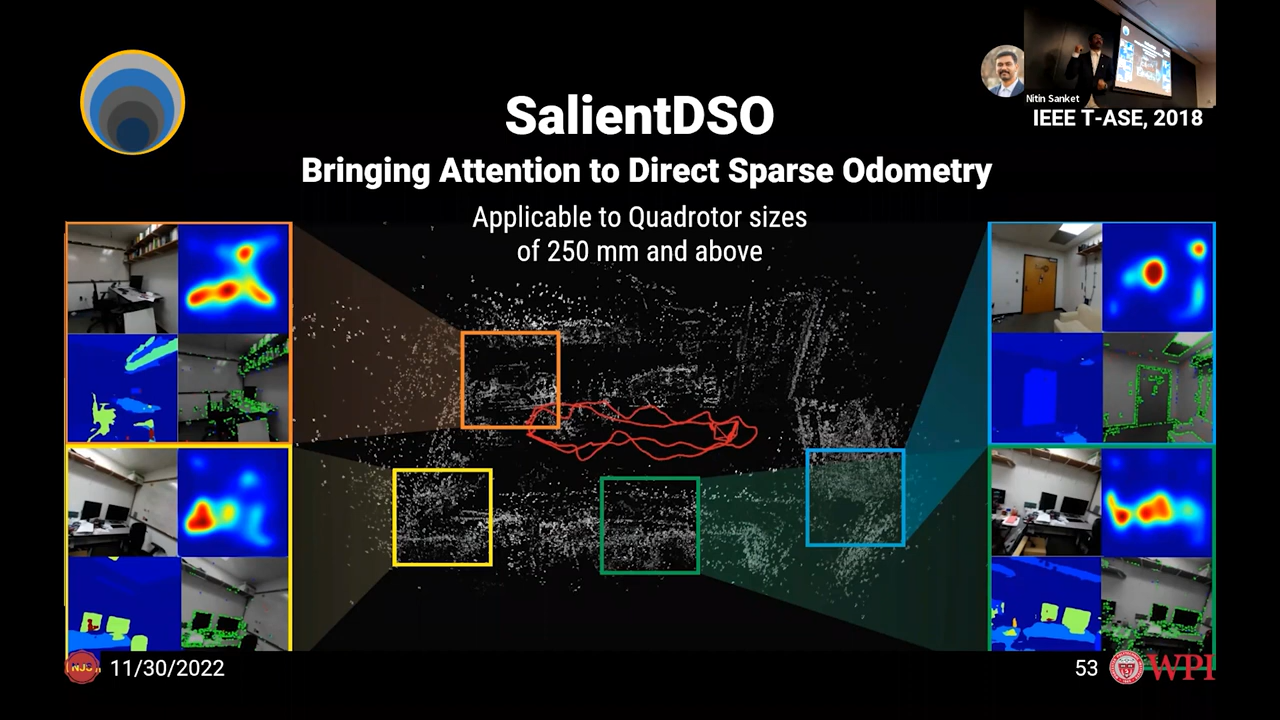 Nitin Sanket
IEEE T-ASE, 2018
SalientDSO
Bringing Attention to Direct Sparse Odometry
Applicable to Quadrotor sizes
of 250 mm and above
11/30/2022
53
WPI